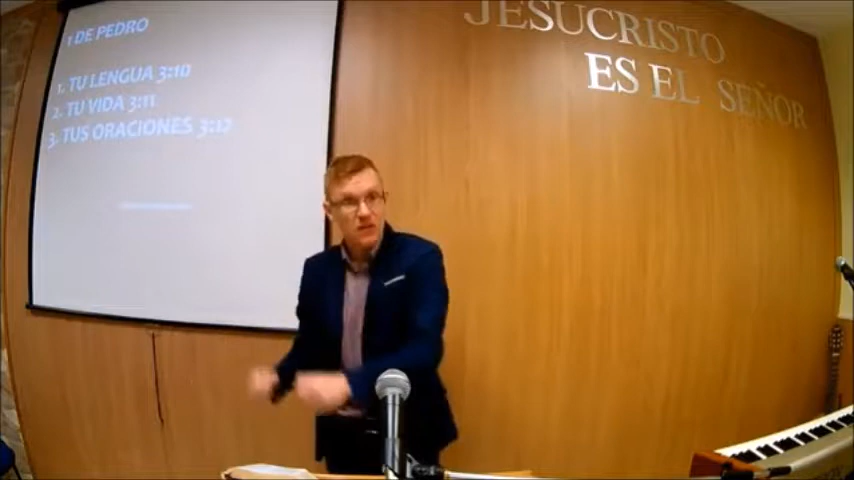 1 DE PEDRO
1. TU LENGUA 3:10
2. TU VIDA 3:11
3. TUS ORACIONES 3:12
JESUCRISTO
ES EL SEÑOR